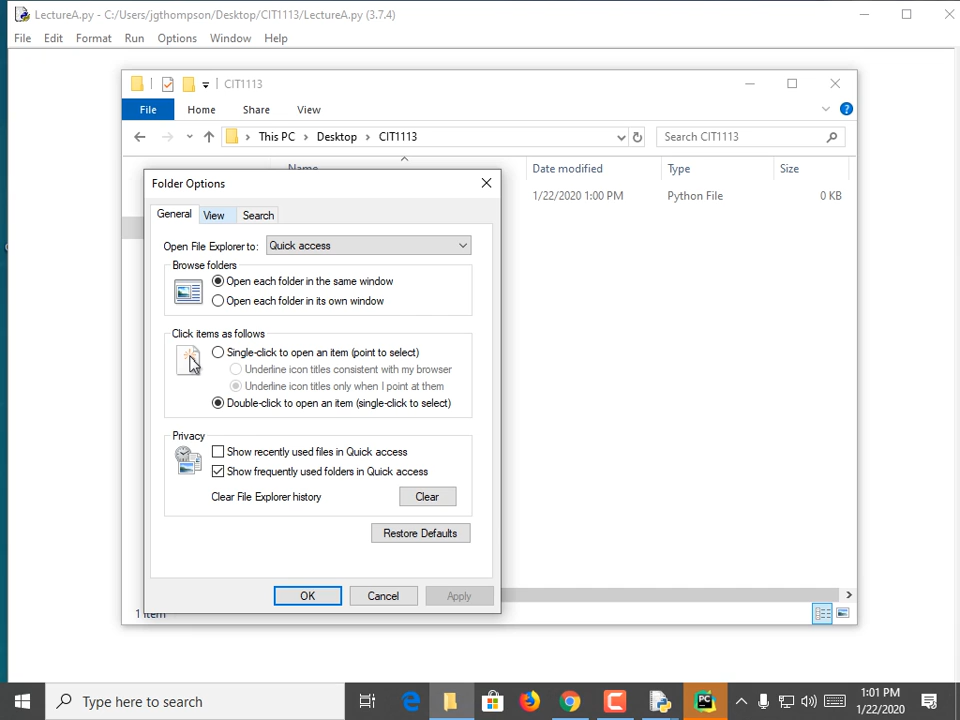 LectureA.py - C:/Users/jgthompson/Desktop/CIT1113/LectureA.py (3.7.4)
File Edit Format Run Options Window Help
CIT1113
File Home Share View
This PC > Desktop > CIT1113
Search CIT1113
Name Date modified Type Size
1/22/2020 1:00 PM Python File 0 KB
Folder Options
General View Search
Open File Explorer to: Quick access
Browse folders
Open each folder in the same window
Open each folder in its own window
Click items as follows
Single-click to open an item (point to select)
Underline icon titles consistent with my browser
Underline icon titles only when I point at them
Double-click to open an item (single-click to select)
Privacy
Show recently used files in Quick access
Show frequently used folders in Quick access
Clear File Explorer history Clear
Restore Defaults
OK Cancel Apply
1 item
Type here to search
PC
1:01 PM
1/22/2020